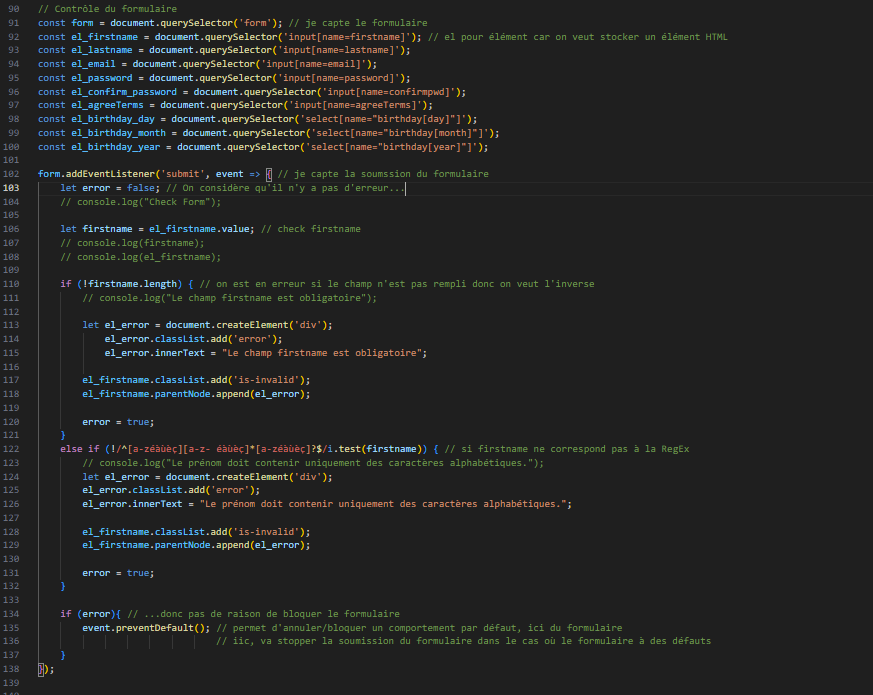 90 // Contrôle du formulaire
91 const form = document.querySelector('form'); // je capte le formulaire
92 const el_firstname = document.querySelector('input[name=firstname]'); // el pour élément car on veut stocker un élément HTML
93 const el_lastname = document.querySelector('input[name=lastname]');
94 const el_email = document.querySelector('input[name=email]');
95 const el_password = document.querySelector('input[name=password]');
96 const el_confirm_password = document.querySelector('input[name=confirmpwd]');
97 const el_agreeTerms = document.querySelector('input[name=agreeTerms]');
98 const el_birthday_day = document.querySelector('select[name="birthday[day]"]');
99 const el_birthday_month = document.querySelector('select[name="birthday[month]"]');
100 const el_birthday_year = document.querySelector('select[name="birthday[year]"]');
101
102 form.addEventListener('submit', event => { // je capte la soumssion du formulaire
103 let error = false; // On considère qu'il n'y a pas d'erreur...
104 // console.log("Check Form");
105
106 let firstname = el_firstname.value; // check firstname
107 // console.log(firstname);
108 // console.log(el_firstname);
109
110 if (!firstname.length) { // on est en erreur si le champ n'est pas rempli donc on veut l'inverse
111 // console.log("Le champ firstname est obligatoire");
112
113 let el_error = document.createElement('div');
114 el_error.classList.add('error');
115 el_error.innerText = "Le champ firstname est obligatoire";
116
117 el_firstname.classList.add('is-invalid');
118 el_firstname.parentNode.append(el_error);
119
120 error = true;
121 }
122 else if (!/^[a-zéàùèç][a-z- éàùèç]*[a-zéàùèç]?$/i.test(firstname)) { // si firstname ne correspond pas à la RegEx
123 // console.log("Le prénom doit contenir uniquement des caractères alphabétiques.");
124 let el_error = document.createElement('div');
125 el_error.classList.add('error');
126 el_error.innerText = "Le prénom doit contenir uniquement des caractères alphabétiques.";
127
128 el_firstname.classList.add('is-invalid');
129 el_firstname.parentNode.append(el_error);
130
131 error = true;
132 }
133
134 if (error){ // ...donc pas de raison de bloquer le formulaire
135 event.preventDefault(); // permet d'annuler/bloquer un comportement par défaut, ici du formulaire
136 // iic, va stopper la soumission du formulaire dans le cas où le formulaire à des défauts
137 }
138 });
139